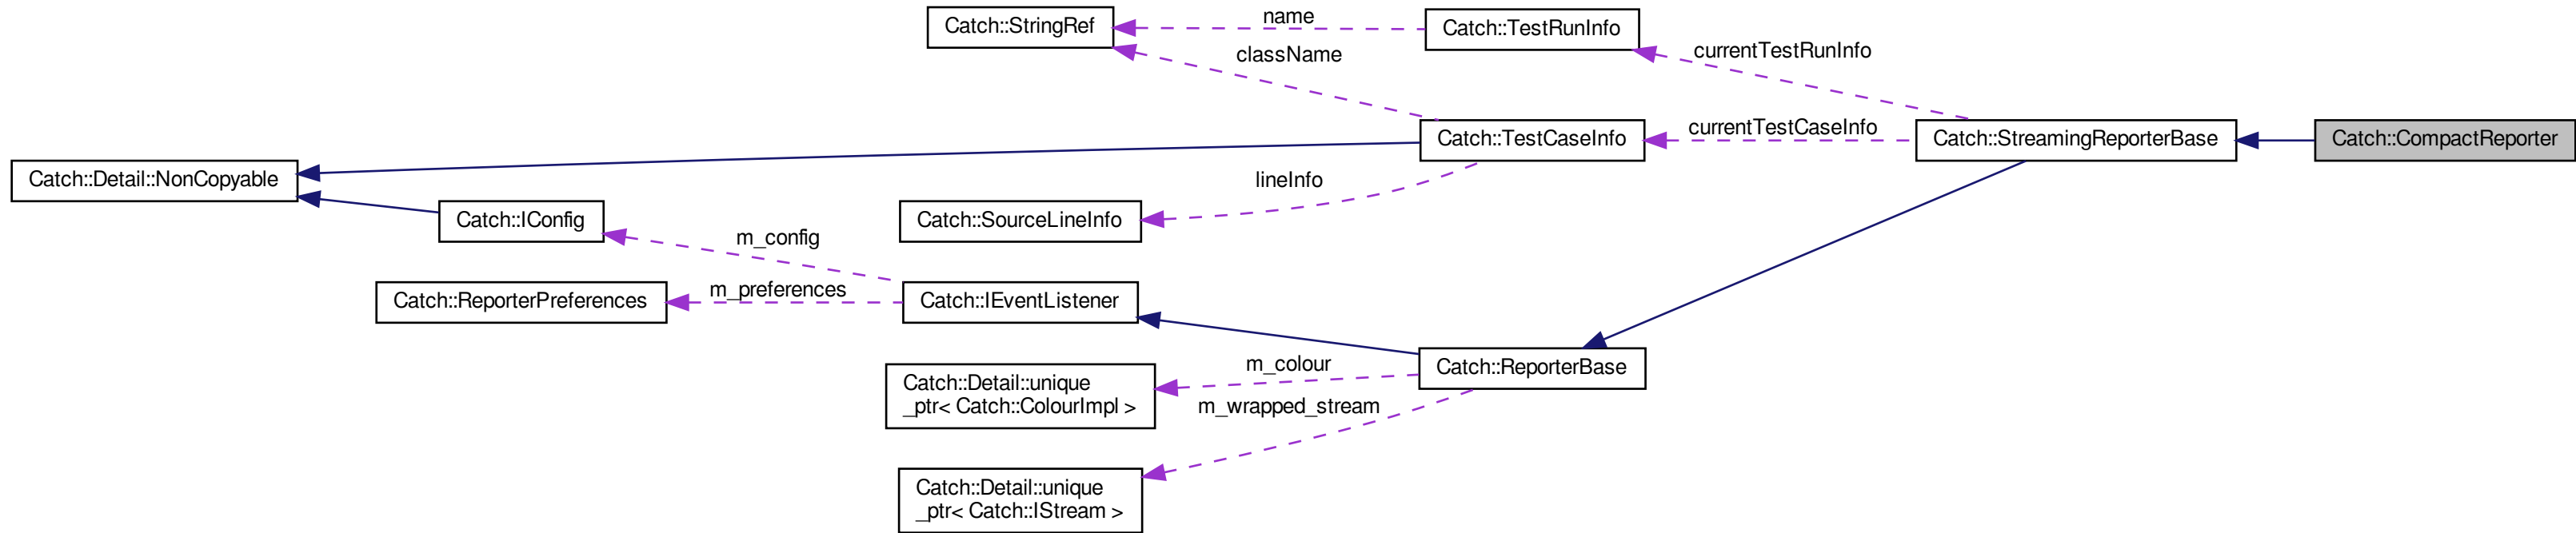 Catch::StringRef
name
Catch::TestRunInfo
className
currentTestRunInfo
Catch::TestCaseInfo
currentTestCaseInfo
Catch::StreamingReporterBase
Catch::CompactReporter
Catch::Detail::NonCopyable
lineInfo
Catch::IConfig
Catch::SourceLineInfo
m_config
Catch::ReporterPreferences
m_preferences
Catch::IEventListener
m_colour
Catch::ReporterBase
Catch::Detail::unique
_ptr< Catch::ColourImpl >
m_wrapped_stream
Catch::Detail::unique
_ptr< Catch::IStream >